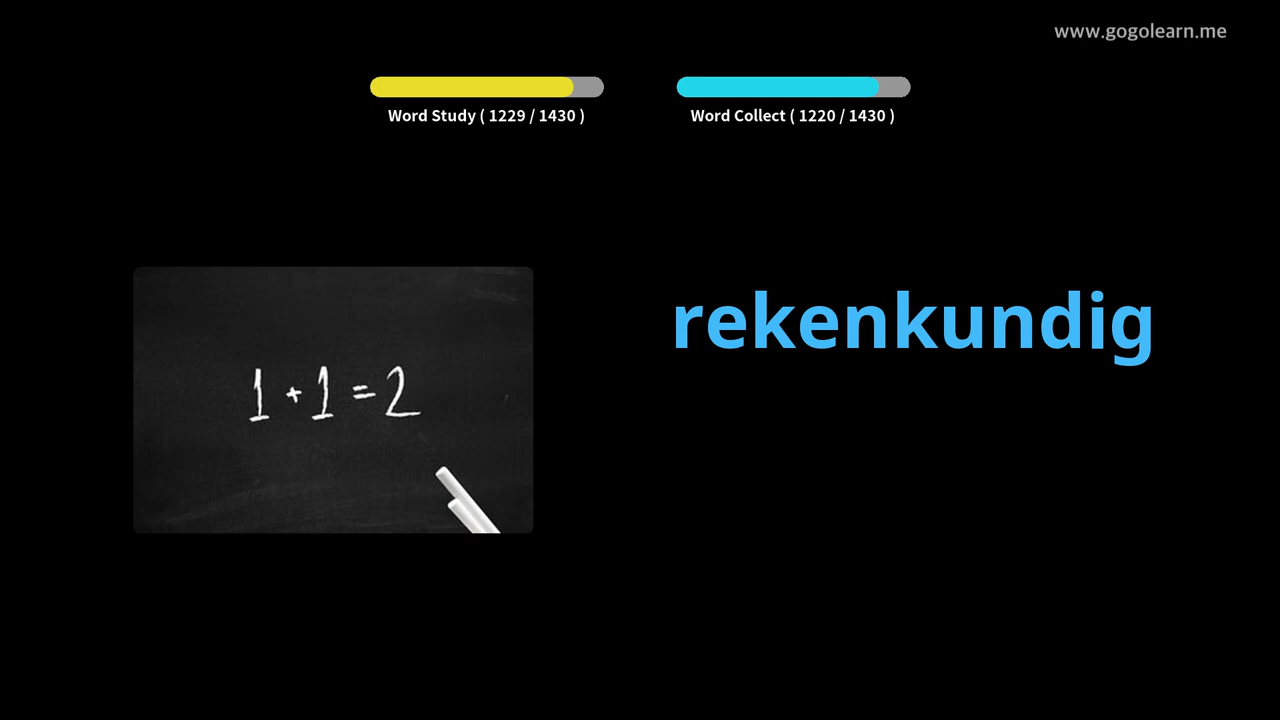 www.gogolearn.me
Word Study ( 1229 / 1430 )
Word Collect ( 1220 / 1430 )
rekenkundig
1 + 1 = 2